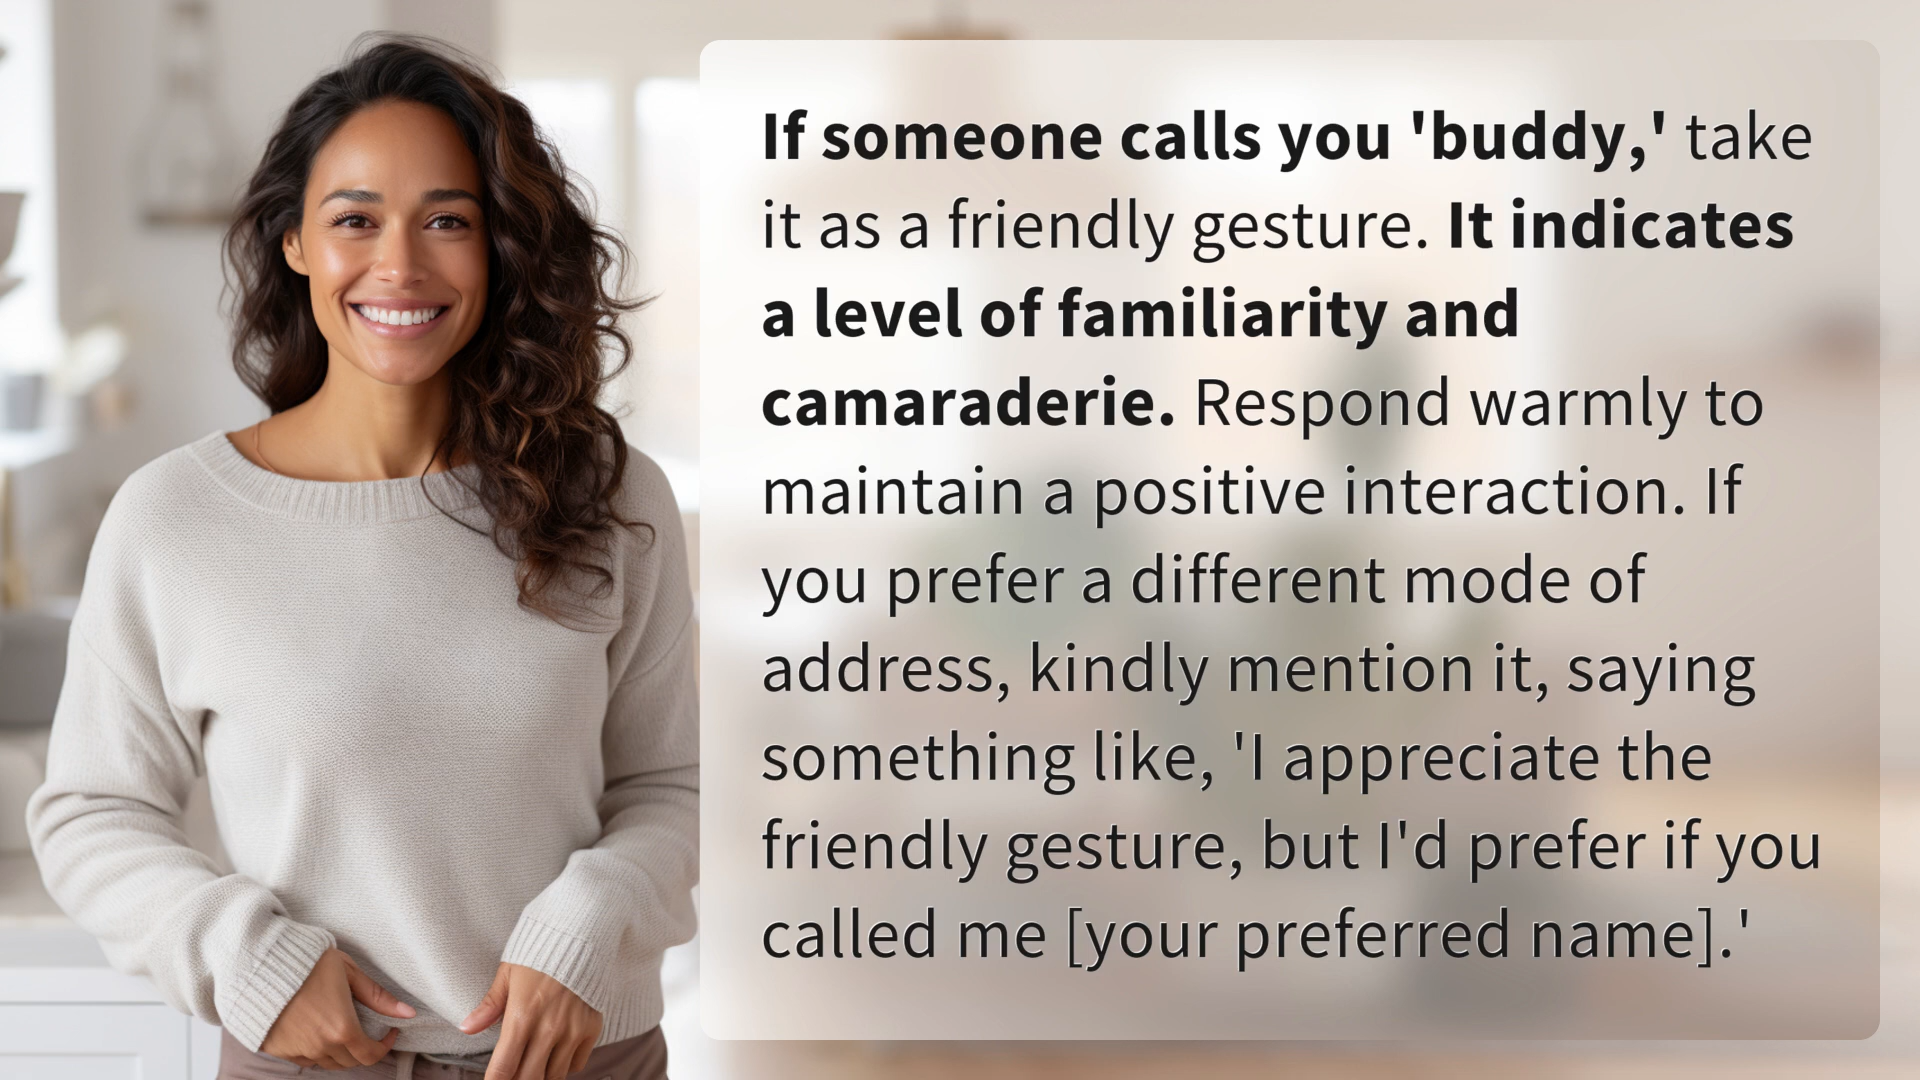 If someone calls you 'buddy,' take
it as a friendly gesture. It indicates
a level of familiarity and
camaraderie. Respond warmly to
maintain a positive interaction. If
you prefer a different mode of
address, kindly mention it, saying
something like, 'I appreciate the
friendly gesture, but I'd prefer if you
called me [your preferred name].'